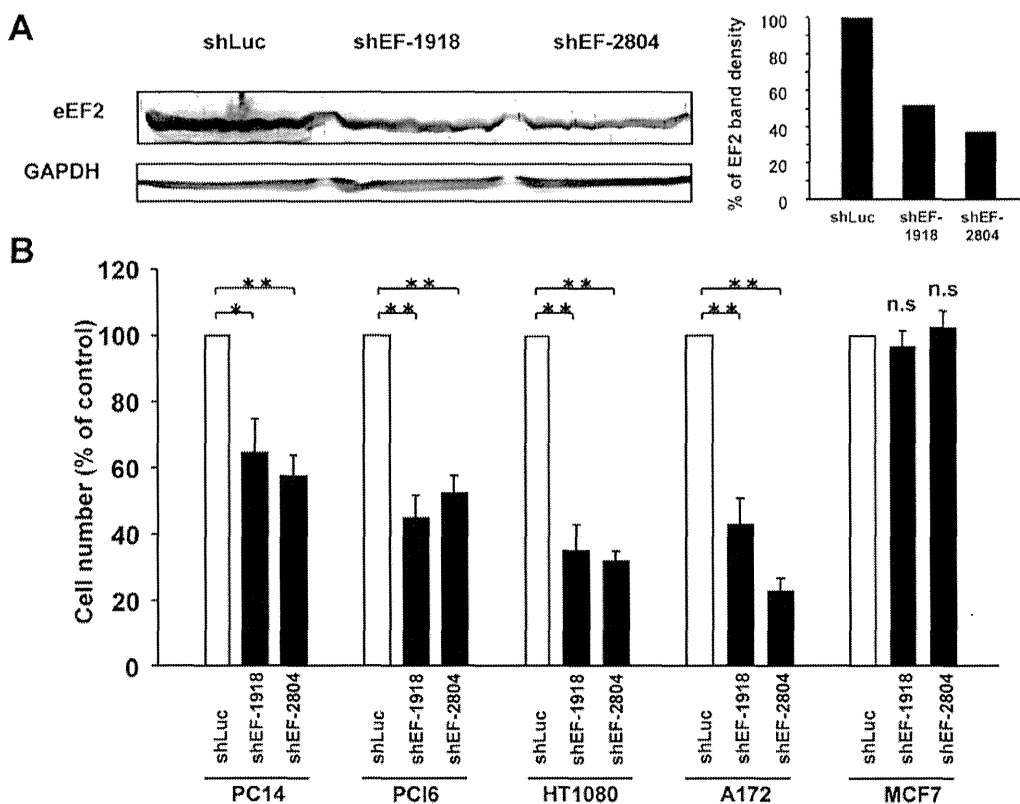 A
shLuc shEF-1918 shEF-2804
eEF2
GAPDH
% of EF2 band density
100
80
60
40
20
0
shLuc shEF-1918 shEF-2804
B
Cell number (% of control)
120
100
80
60
40
20
0
** ** ** **
* ** ** **
n.s n.s
shLuc shEF-1918 shEF-2804 shLuc shEF-1918 shEF-2804 shLuc shEF-1918 shEF-2804 shLuc shEF-1918 shEF-2804 shLuc shEF-1918 shEF-2804
PC14 PCI6 HT1080 A172 MCF7